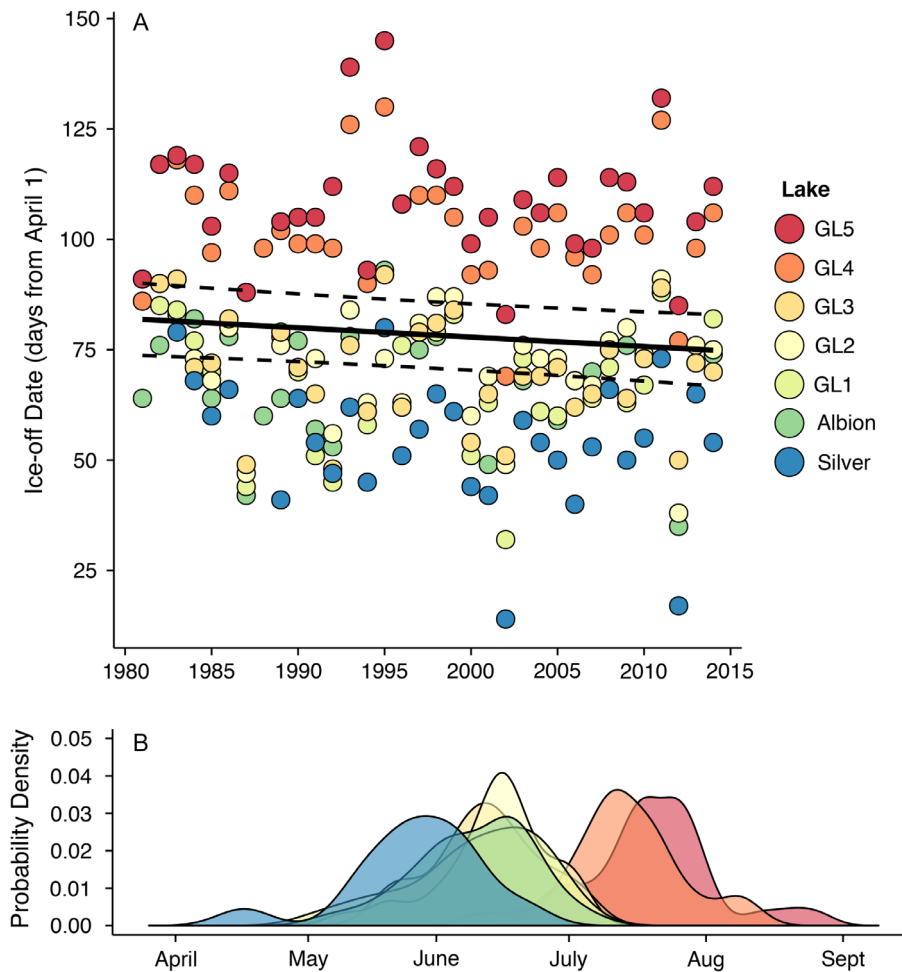 A
Ice-off Date (days from April 1)
150
125
100
75
50
25
1980 1985 1990 1995 2000 2005 2010 2015
Lake
GL5
GL4
GL3
GL2
GL1
Albion
Silver
B
Probability Density
0.05
0.04
0.03
0.02
0.01
0.00
April May June July Aug Sept